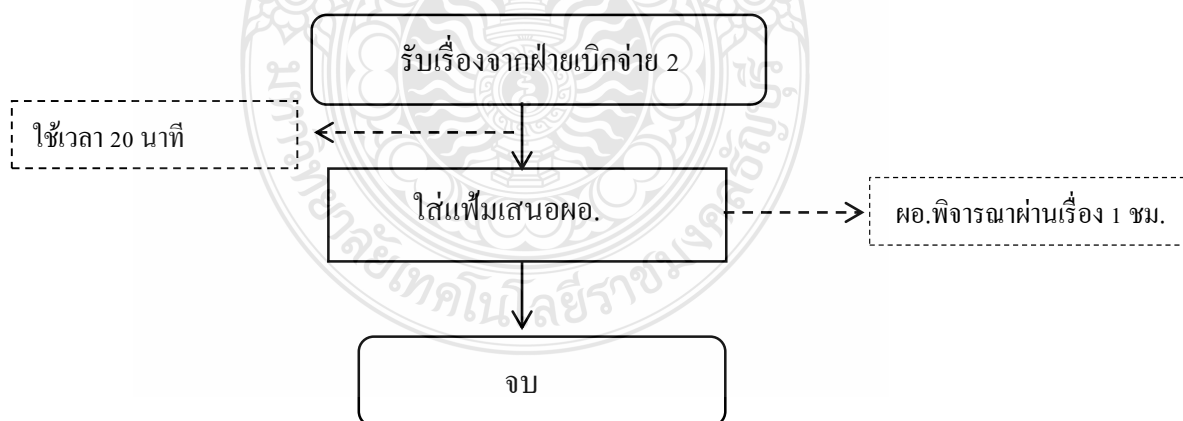 รับเรื่องจากฝ่ายเบิกจ่าย 2
ใช้เวลา 20 นาที
ใส่แฟ้มเสนอผอ.
ผอ.พิจารณาผ่านเรื่อง 1 ชม.
จบ